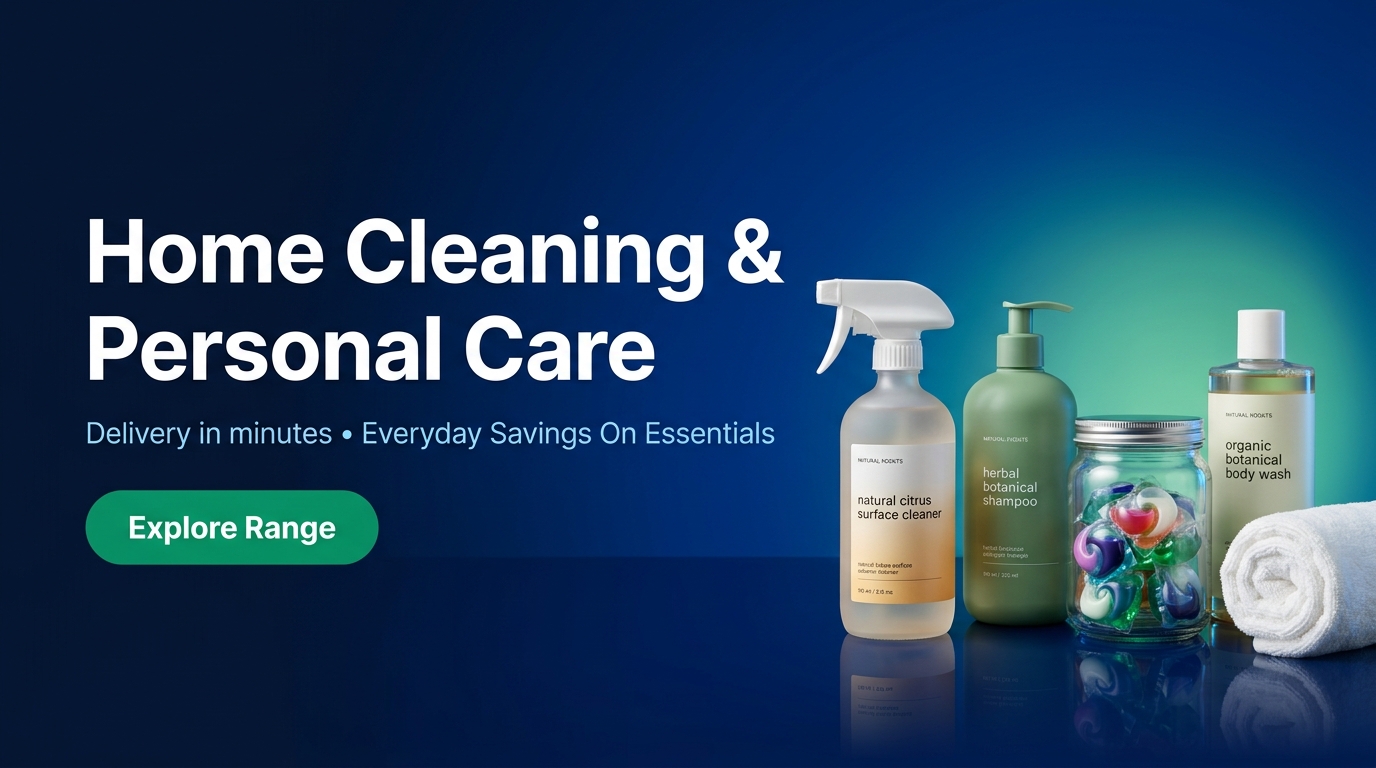 Home Cleaning &
Personal Care
Delivery in minutes • Everyday Savings On Essentials
Explore Range
natural citrus
surface cleaner
herbal
botanical
shampoo
organic
botanical
body wash